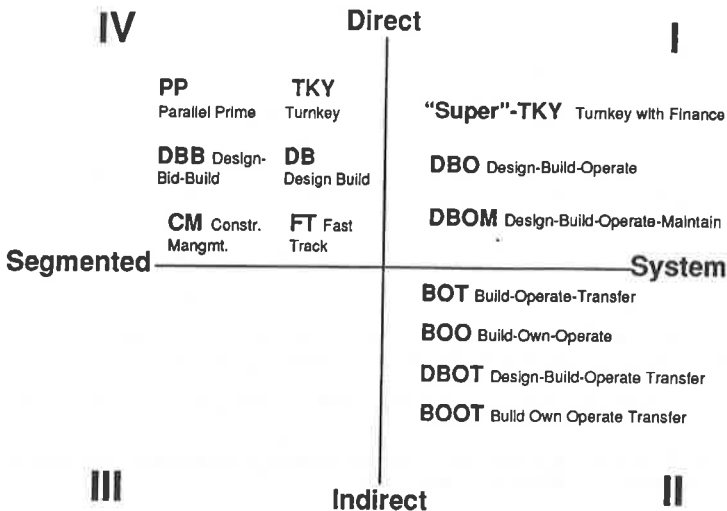 IV
Direct
I
PP
Parallel Prime
TKY
Turnkey
"Super"-TKY Turnkey with Finance
DBB Design-
Bid-Build
DB
Design Build
DBO Design-Build-Operate
CM Constr.
Mangmt.
FT Fast
Track
DBOM Design-Build-Operate-Maintain
Segmented
System
BOT Build-Operate-Transfer
BOO Build-Own-Operate
DBOT Design-Build-Operate Transfer
BOOT Build Own Operate Transfer
III
Indirect
II